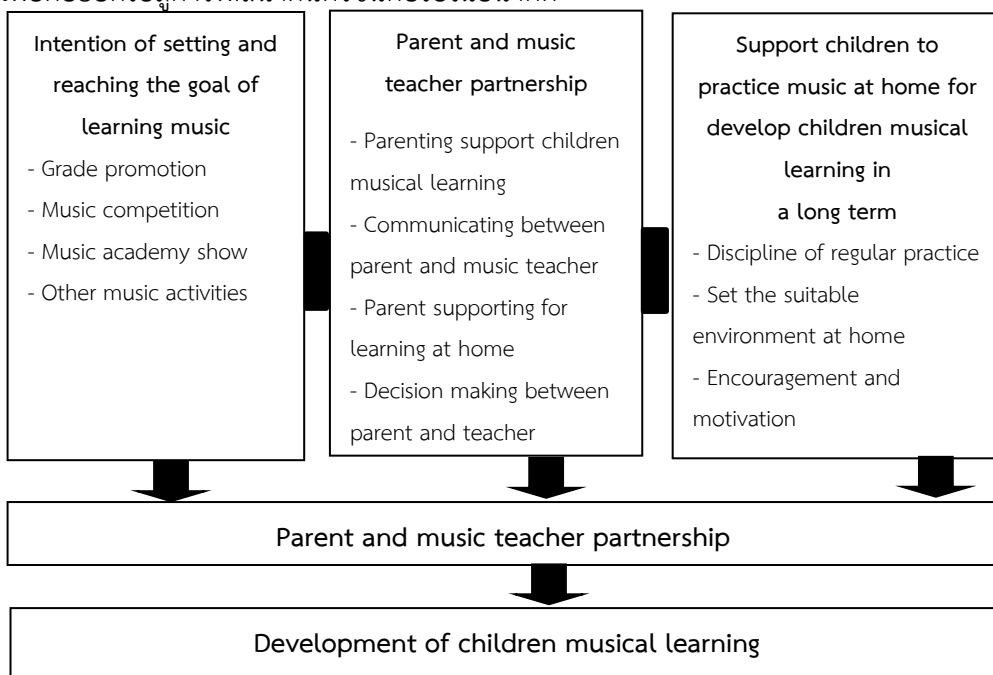 Intention of setting and
reaching the goal of
learning music
- Grade promotion
- Music competition
- Music academy show
- Other music activities
Parent and music
teacher partnership
- Parenting support children
musical learning
- Communicating between
parent and music teacher
- Parent supporting for
learning at home
- Decision making between
parent and teacher
Support children to
practice music at home for
develop children musical
learning in
a long term
- Discipline of regular practice
- Set the suitable
environment at home
- Encouragement and
motivation
Parent and music teacher partnership
Development of children musical learning